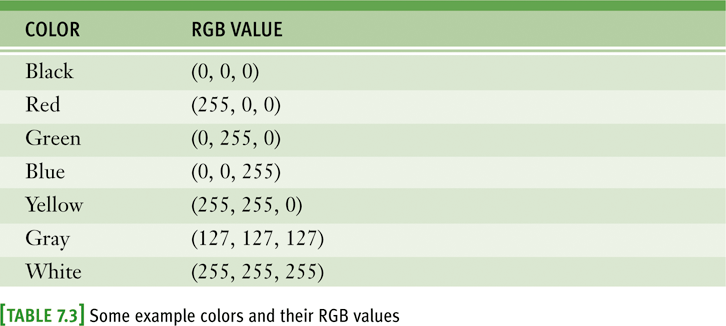 COLOR RGB VALUE
Black (0, 0, 0)
Red (255, 0, 0)
Green (0, 255, 0)
Blue (0, 0, 255)
Yellow (255, 255, 0)
Gray (127, 127, 127)
White (255, 255, 255)
[TABLE 7.3] Some example colors and their RGB values